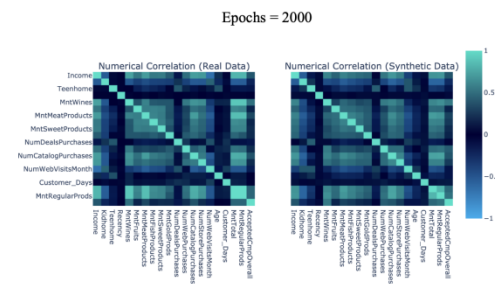 Epochs = 2000
Numerical Correlation (Real Data)
Numerical Correlation (Synthetic Data)
Income
Teenhome
MntWines
MntMeatProducts
MntSweetProducts
NumDealsPurchases
NumCatalogPurchases
NumWebVisitsMonth
Customer_Days
MntRegularProds
1
0.5
0
−0.5
−1
Income
Kidhome
Teenhome
Recency
MntWines
MntFruits
MntMeatProducts
MntFishProducts
MntSweetProducts
MntGoldProds
NumDealsPurchases
NumWebPurchases
NumCatalogPurchases
NumStorePurchases
NumWebVisitsMonth
Age
Customer_Days
MntTotal
MntRegularProds
AcceptedCmpOverall
Income
Kidhome
Teenhome
Recency
MntWines
MntFruits
MntMeatProducts
MntFishProducts
MntSweetProducts
MntGoldProds
NumDealsPurchases
NumWebPurchases
NumCatalogPurchases
NumStorePurchases
NumWebVisitsMonth
Age
Customer_Days
MntTotal
MntRegularProds
AcceptedCmpOverall